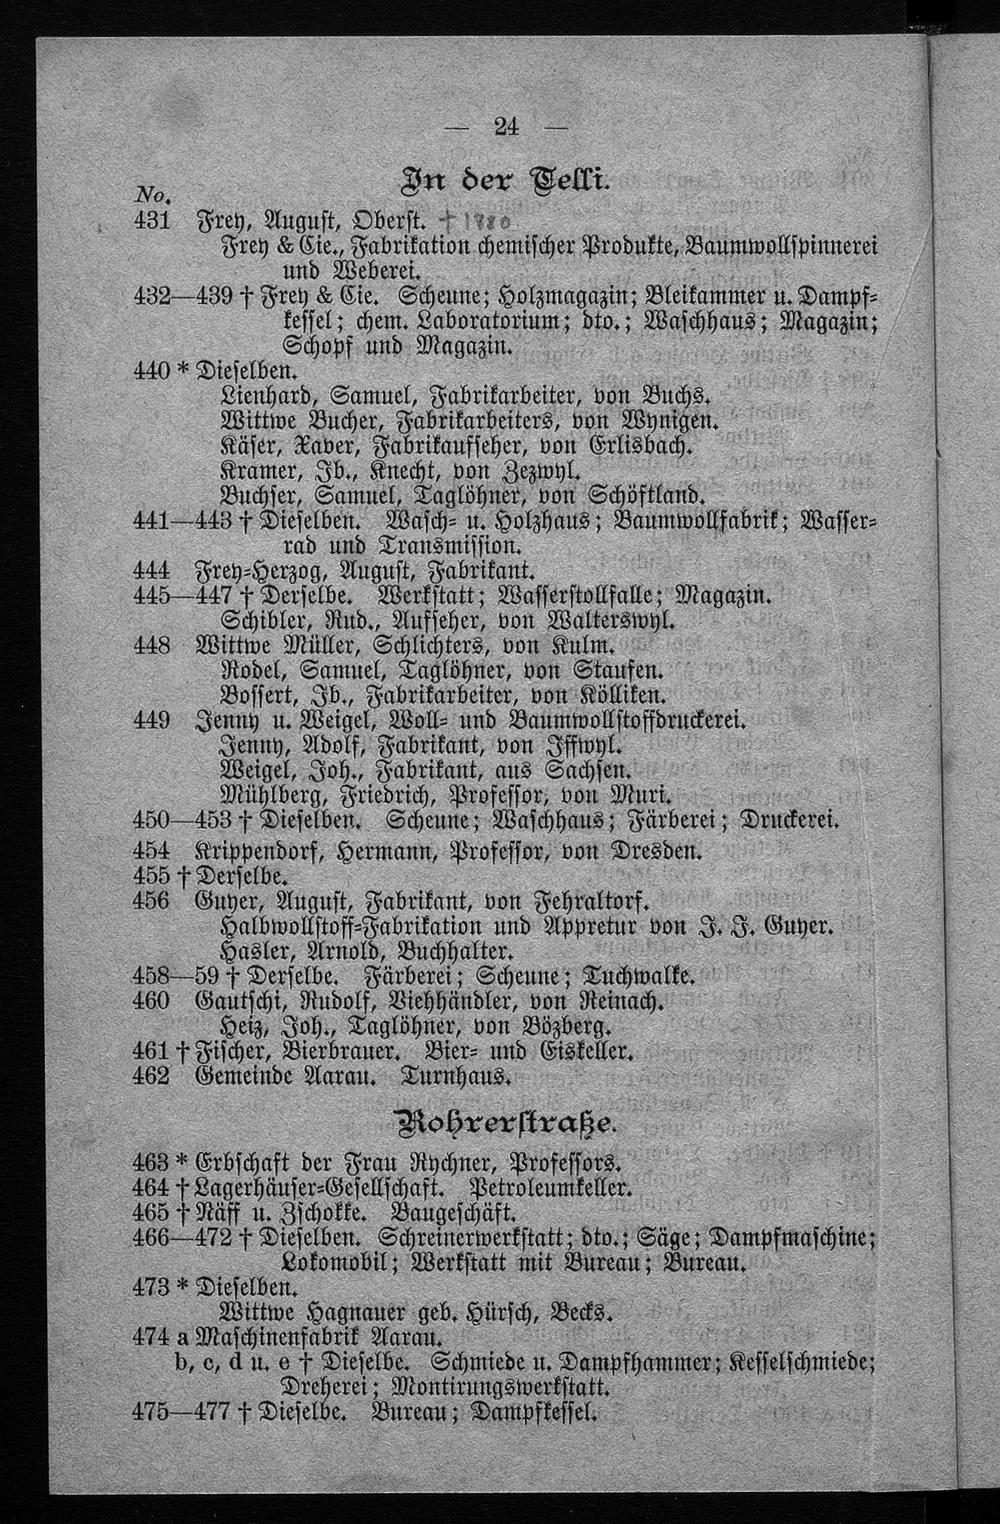 — 24 —
In der Telli.
No.
431 Frey, August, Oberst. † 1880
Frey & Cie., Fabrikation chemischer Produkte, Baumwollspinnerei
und Weberei.
432—439 † Frey & Cie. Scheune; Holzmagazin; Bleikammer u. Dampf-
kessel; chem. Laboratorium; dto.; Waschhaus; Magazin;
Schopf und Magazin.
440 * Dieselben.
Lienhard, Samuel, Fabrikarbeiter, von Buchs.
Wittwe Bucher, Fabrikarbeiters, von Wynigen.
Käser, Xaver, Fabrikaufseher, von Erlisbach.
Kramer, Jb., Knecht, von Zezwyl.
Buchser, Samuel, Taglöhner, von Schöftland.
441—443 † Dieselben. Wasch- u. Holzhaus; Baumwollfabrik; Wasser-
rad und Transmission.
444 Frey-Herzog, August, Fabrikant.
445—447 † Derselbe. Werkstatt; Wasserstollfalle; Magazin.
Schibler, Rud., Aufseher, von Walterswyl.
448 Wittwe Müller, Schlichters, von Kulm.
Rodel, Samuel, Taglöhner, von Staufen.
Bossert, Jb., Fabrikarbeiter, von Kölliken.
449 Jenny u. Weigel, Woll- und Baumwollstoffdruckerei.
Jenny, Adolf, Fabrikant, von Iffwyl.
Weigel, Joh., Fabrikant, aus Sachsen.
Mühlberg, Friedrich, Professor, von Muri.
450—453 † Dieselben. Scheune; Waschhaus; Färberei; Druckerei.
454 Krippendorf, Hermann, Professor, von Dresden.
455 † Derselbe.
456 Guyer, August, Fabrikant, von Fehraltorf.
Halbwollstoff-Fabrikation und Appretur von J. J. Guyer.
Hasler, Arnold, Buchhalter.
458—59 † Derselbe. Färberei; Scheune; Tuchwalke.
460 Gautschi, Rudolf, Viehhändler, von Reinach.
Heiz, Joh., Taglöhner, von Bözberg.
461 † Fischer, Bierbrauer. Bier- und Eiskeller.
462 Gemeinde Aarau. Turnhaus.
Rohrerstraße.
463 * Erbschaft der Frau Rychner, Professors.
464 † Lagerhäuser-Gesellschaft. Petroleumkeller.
465 † Näff u. Zschokke. Baugeschäft.
466—472 † Dieselben. Schreinerwerkstatt; dto.; Säge; Dampfmaschine;
Lokomobil; Werkstatt mit Bureau; Bureau.
473 * Dieselben.
Wittwe Hagnauer geb. Hürsch, Becks.
474 a Maschinenfabrik Aarau.
b, c, d u. e † Dieselbe. Schmiede u. Dampfhammer; Kesselschmiede;
Dreherei; Montirungswerkstatt.
475—477 † Dieselbe. Bureau; Dampfkessel.